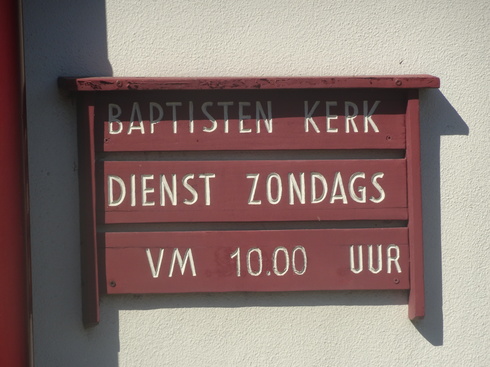 BAPTISTEN KERK
DIENST ZONDAGS
VM 10.00 UUR